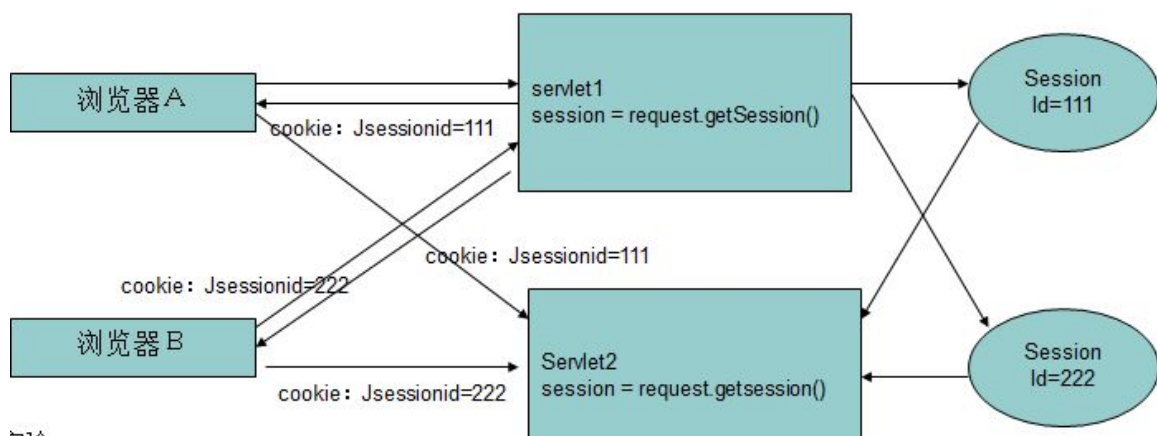 浏览器A
servlet1
session = request.getSession()
Session
Id=111
cookie：Jsessionid=111
cookie：Jsessionid=111
cookie：Jsessionid=222
浏览器B
Servlet2
session = request.getsession()
Session
Id=222
cookie：Jsessionid=222